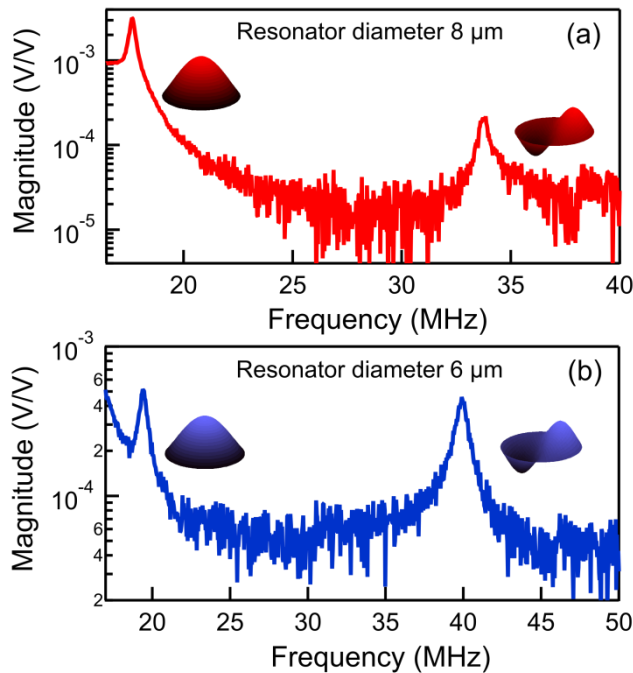 Resonator diameter 8 µm
(a)
Magnitude (V/V)
10⁻³
10⁻⁴
10⁻⁵
20 25 30 35 40
Frequency (MHz)
Resonator diameter 6 µm
(b)
Magnitude (V/V)
10⁻³
6
4
2
10⁻⁴
6
4
2
20 25 30 35 40 45 50
Frequency (MHz)